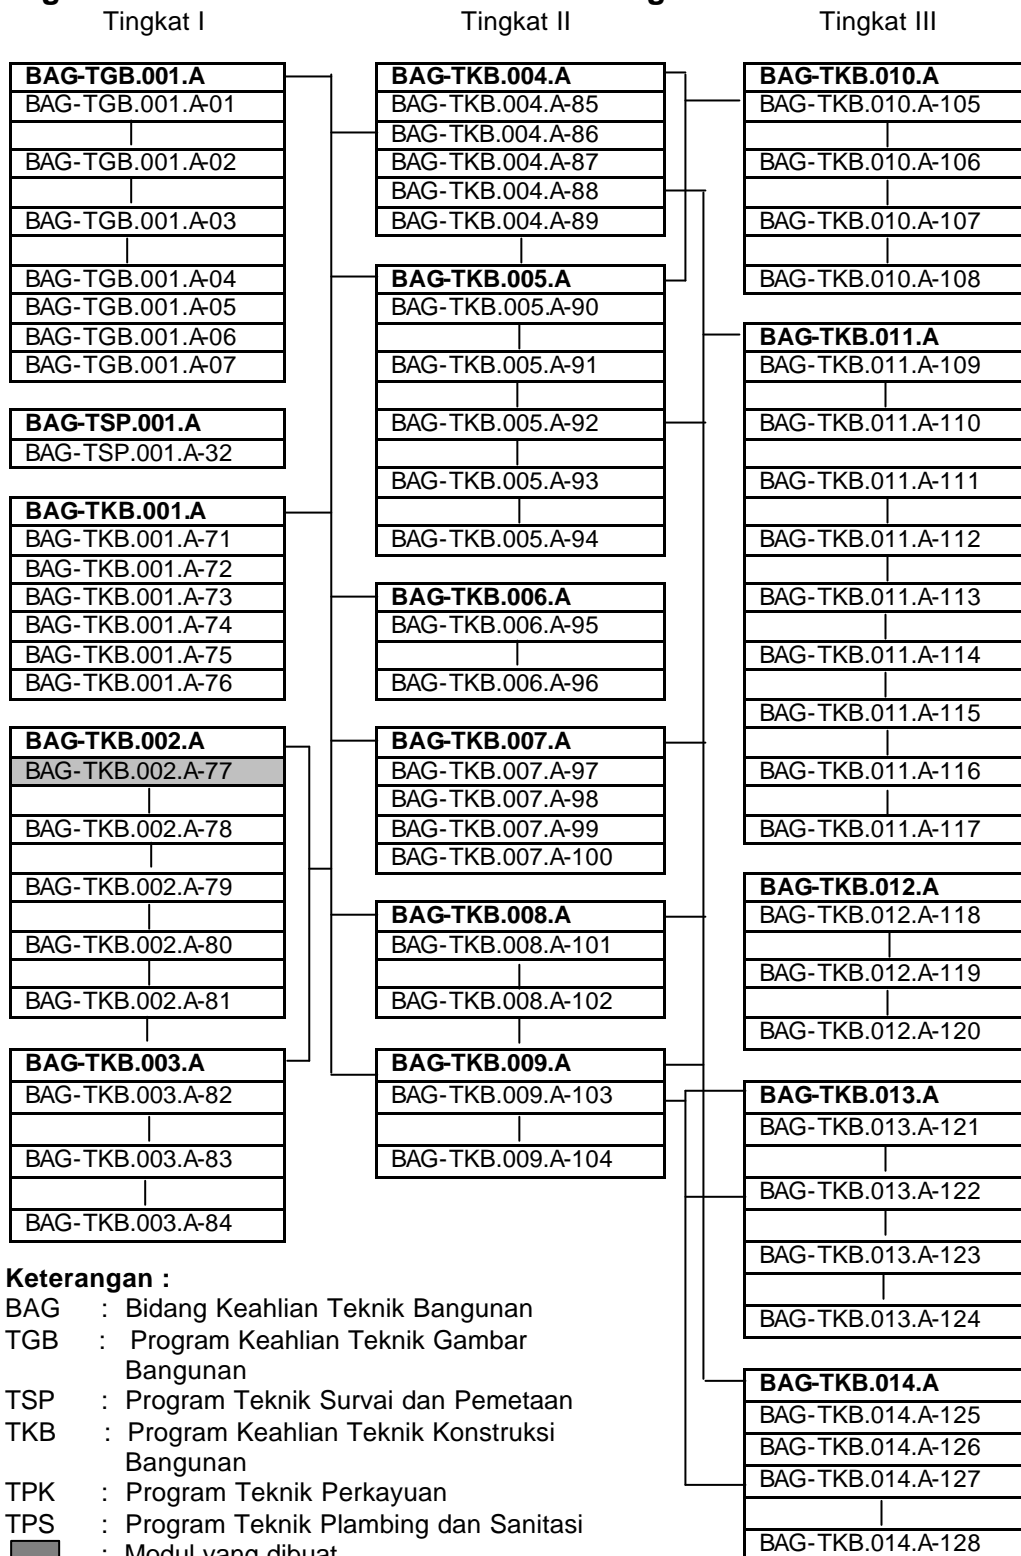 Tingkat I
Tingkat II
Tingkat III
BAG-TGB.001.A
BAG-TGB.001.A-01
BAG-TGB.001.A-02
BAG-TGB.001.A-03
BAG-TGB.001.A-04
BAG-TGB.001.A-05
BAG-TGB.001.A-06
BAG-TGB.001.A-07
BAG-TSP.001.A
BAG-TSP.001.A-32
BAG-TKB.001.A
BAG-TKB.001.A-71
BAG-TKB.001.A-72
BAG-TKB.001.A-73
BAG-TKB.001.A-74
BAG-TKB.001.A-75
BAG-TKB.001.A-76
BAG-TKB.002.A
BAG-TKB.002.A-77
BAG-TKB.002.A-78
BAG-TKB.002.A-79
BAG-TKB.002.A-80
BAG-TKB.002.A-81
BAG-TKB.003.A
BAG-TKB.003.A-82
BAG-TKB.003.A-83
BAG-TKB.003.A-84
BAG-TKB.004.A
BAG-TKB.004.A-85
BAG-TKB.004.A-86
BAG-TKB.004.A-87
BAG-TKB.004.A-88
BAG-TKB.004.A-89
BAG-TKB.005.A
BAG-TKB.005.A-90
BAG-TKB.005.A-91
BAG-TKB.005.A-92
BAG-TKB.005.A-93
BAG-TKB.005.A-94
BAG-TKB.006.A
BAG-TKB.006.A-95
BAG-TKB.006.A-96
BAG-TKB.007.A
BAG-TKB.007.A-97
BAG-TKB.007.A-98
BAG-TKB.007.A-99
BAG-TKB.007.A-100
BAG-TKB.008.A
BAG-TKB.008.A-101
BAG-TKB.008.A-102
BAG-TKB.009.A
BAG-TKB.009.A-103
BAG-TKB.009.A-104
BAG-TKB.010.A
BAG-TKB.010.A-105
BAG-TKB.010.A-106
BAG-TKB.010.A-107
BAG-TKB.010.A-108
BAG-TKB.011.A
BAG-TKB.011.A-109
BAG-TKB.011.A-110
BAG-TKB.011.A-111
BAG-TKB.011.A-112
BAG-TKB.011.A-113
BAG-TKB.011.A-114
BAG-TKB.011.A-115
BAG-TKB.011.A-116
BAG-TKB.011.A-117
BAG-TKB.012.A
BAG-TKB.012.A-118
BAG-TKB.012.A-119
BAG-TKB.012.A-120
BAG-TKB.013.A
BAG-TKB.013.A-121
BAG-TKB.013.A-122
BAG-TKB.013.A-123
BAG-TKB.013.A-124
BAG-TKB.014.A
BAG-TKB.014.A-125
BAG-TKB.014.A-126
BAG-TKB.014.A-127
BAG-TKB.014.A-128
Keterangan :
BAG : Bidang Keahlian Teknik Bangunan
TGB : Program Keahlian Teknik Gambar
Bangunan
TSP : Program Teknik Survai dan Pemetaan
TKB : Program Keahlian Teknik Konstruksi
Bangunan
TPK : Program Teknik Perkayuan
TPS : Program Teknik Plambing dan Sanitasi
: Modul yang dibuat